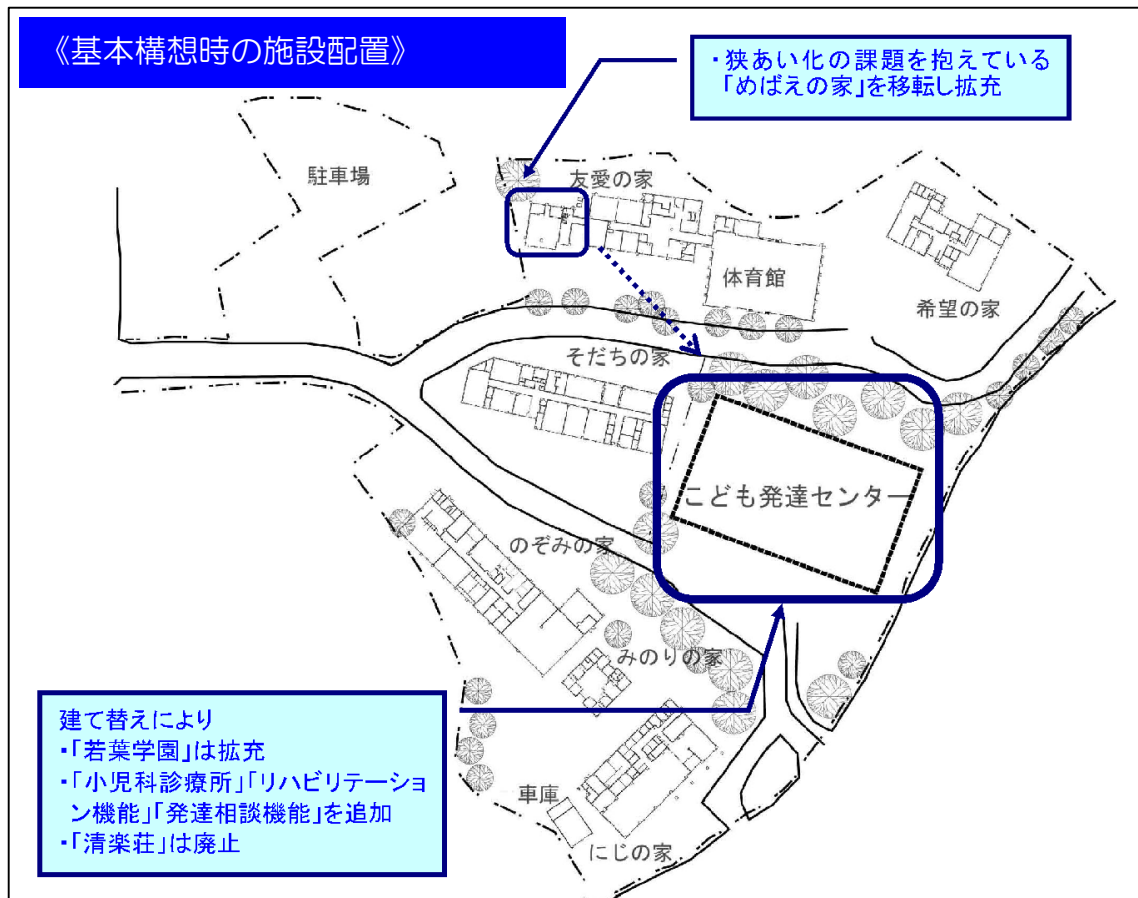 《基本構想時の施設配置》
・狭あい化の課題を抱えている
「めばえの家」を移転し拡充
駐車場
友愛の家
体育館
希望の家
そだちの家
こども発達センター
のぞみの家
みのりの家
建て替えにより
・「若葉学園」は拡充
・「小児科診療所」「リハビリテーショ
ン機能」「発達相談機能」を追加
・「清楽荘」は廃止
車庫
にじの家